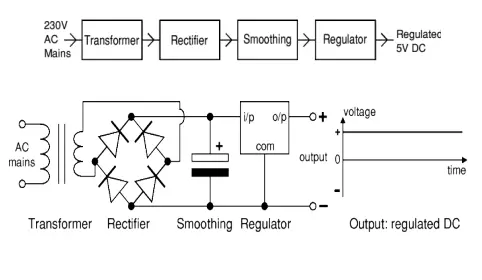 230V
AC
Mains
Transformer
Rectifier
Smoothing
Regulator
Regulated
5V DC
AC
mains
+
i/p o/p
com
+
output
–
voltage
+
0
-
time
Transformer Rectifier Smoothing Regulator Output: regulated DC